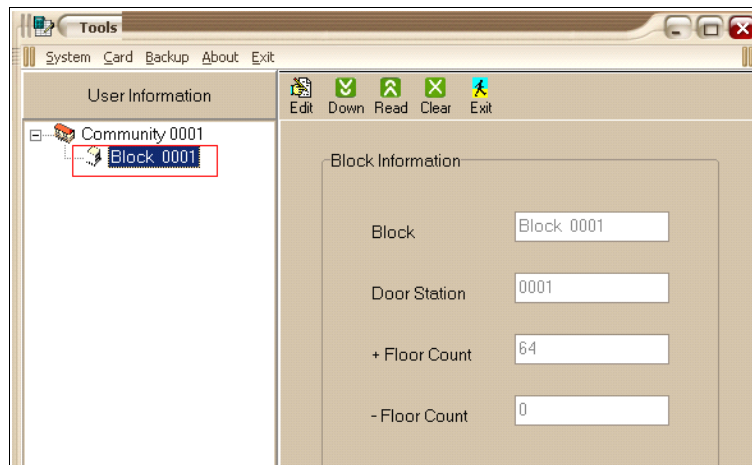 Tools
System Card Backup About Exit
User Information
Edit Down Read Clear Exit
Community 0001
Block 0001
Block Information
Block Block 0001
Door Station 0001
+ Floor Count 64
- Floor Count 0